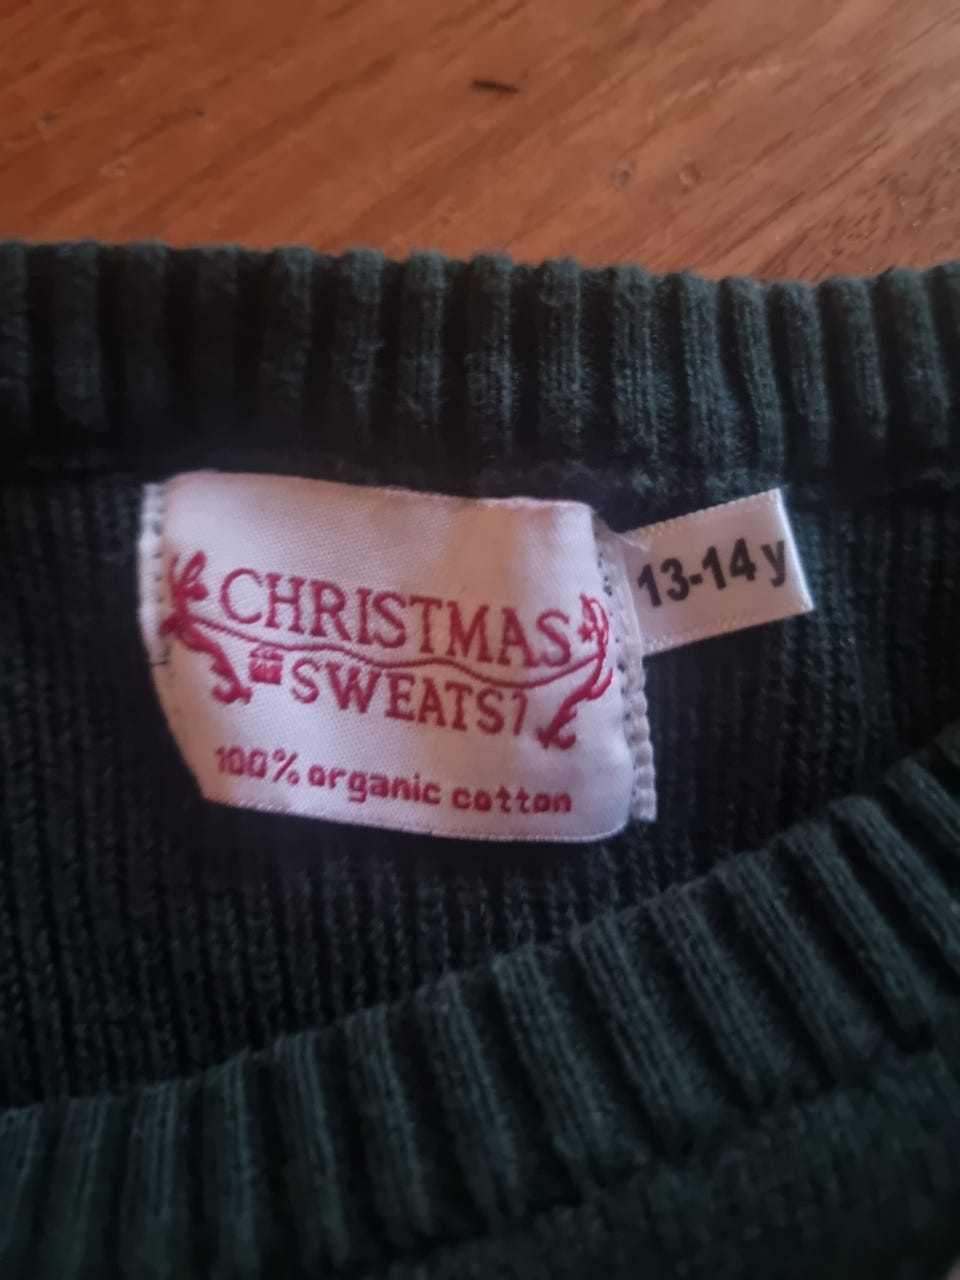 CHRISTMAS
SWEATS
100% organic cotton
13-14 y